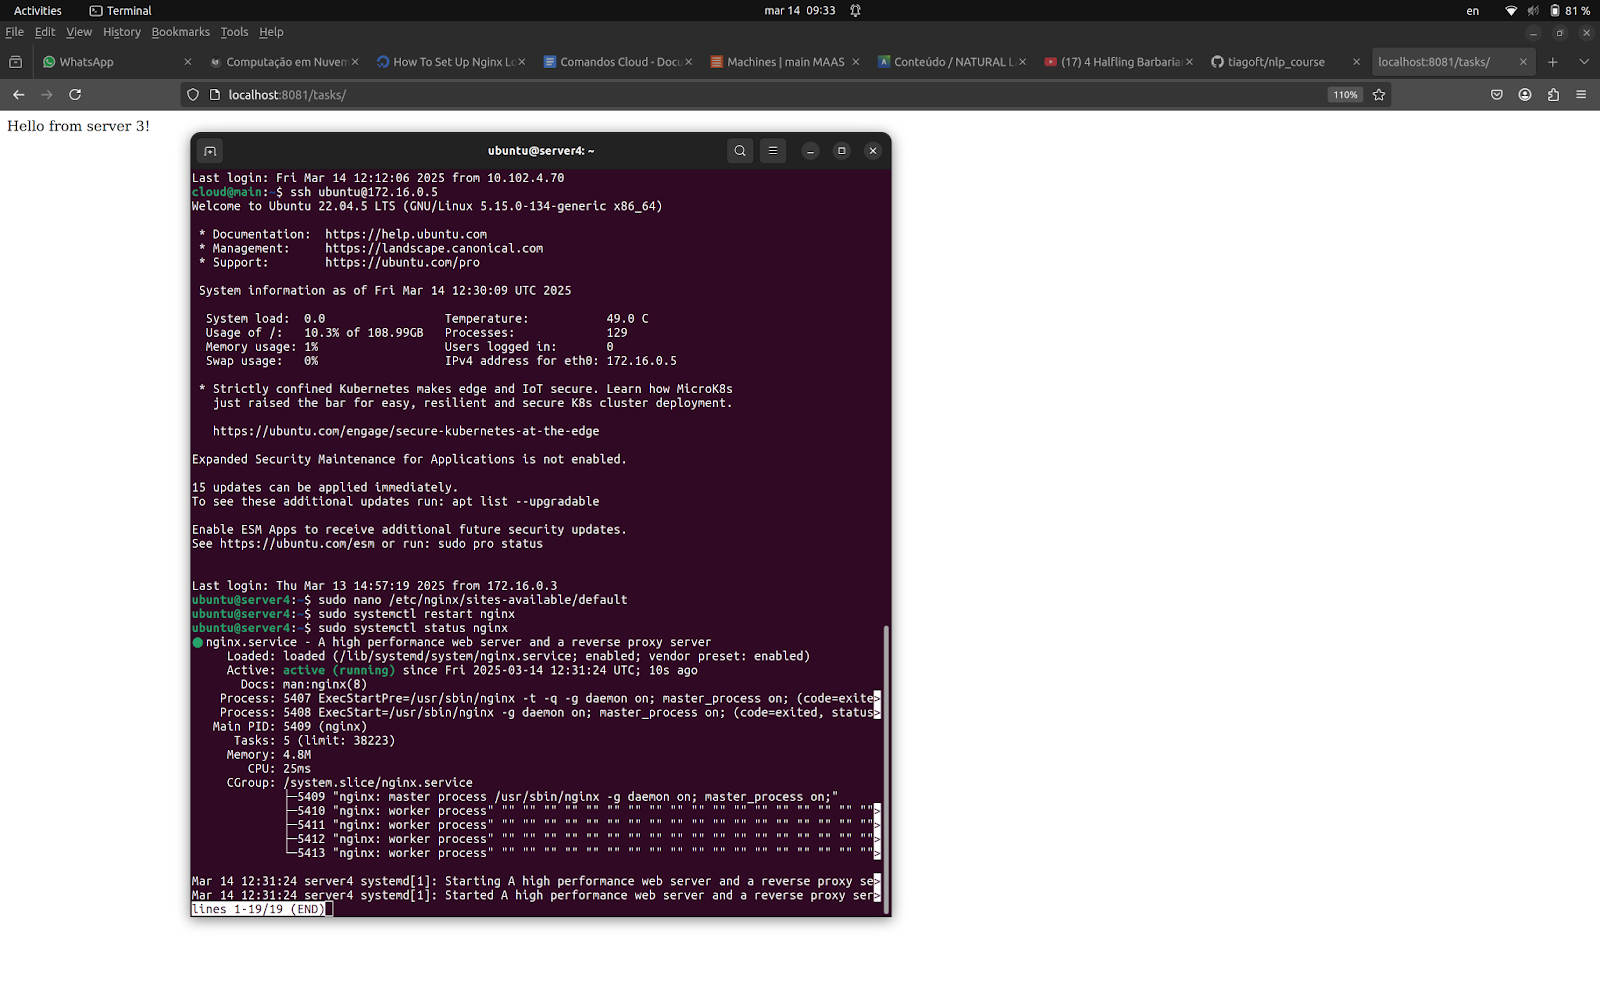 Activities Terminal mar 14 09:33 en 81 %
File Edit View History Bookmarks Tools Help
WhatsApp Computação em Nuvem How To Set Up Nginx Lo Comandos Cloud - Docu Machines | main MAAS Conteúdo / NATURAL L (17) 4 Halfling Barbaria tiagoft/nlp_course localhost:8081/tasks/
localhost:8081/tasks/ 110%
Hello from server 3!
ubuntu@server4: ~
Last login: Fri Mar 14 12:12:06 2025 from 10.102.4.70
cloud@main:~$ ssh ubuntu@172.16.0.5
Welcome to Ubuntu 22.04.5 LTS (GNU/Linux 5.15.0-134-generic x86_64)
* Documentation: https://help.ubuntu.com
* Management: https://landscape.canonical.com
* Support: https://ubuntu.com/pro
System information as of Fri Mar 14 12:30:09 UTC 2025
System load: 0.0 Temperature: 49.0 C
Usage of /: 10.3% of 108.99GB Processes: 129
Memory usage: 1% Users logged in: 0
Swap usage: 0% IPv4 address for eth0: 172.16.0.5
* Strictly confined Kubernetes makes edge and IoT secure. Learn how MicroK8s
just raised the bar for easy, resilient and secure K8s cluster deployment.
https://ubuntu.com/engage/secure-kubernetes-at-the-edge
Expanded Security Maintenance for Applications is not enabled.
15 updates can be applied immediately.
To see these additional updates run: apt list --upgradable
Enable ESM Apps to receive additional future security updates.
See https://ubuntu.com/esm or run: sudo pro status
Last login: Thu Mar 13 14:57:19 2025 from 172.16.0.3
ubuntu@server4:~$ sudo nano /etc/nginx/sites-available/default
ubuntu@server4:~$ sudo systemctl restart nginx
ubuntu@server4:~$ sudo systemctl status nginx
● nginx.service - A high performance web server and a reverse proxy server
Loaded: loaded (/lib/systemd/system/nginx.service; enabled; vendor preset: enabled)
Active: active (running) since Fri 2025-03-14 12:31:24 UTC; 10s ago
Docs: man:nginx(8)
Process: 5407 ExecStartPre=/usr/sbin/nginx -t -q -g daemon on; master_process on; (code=exite>
Process: 5408 ExecStart=/usr/sbin/nginx -g daemon on; master_process on; (code=exited, status>
Main PID: 5409 (nginx)
Tasks: 5 (limit: 38223)
Memory: 4.8M
CPU: 25ms
CGroup: /system.slice/nginx.service
├─5409 "nginx: master process /usr/sbin/nginx -g daemon on; master_process on;"
├─5410 "nginx: worker process" "" "" "" "" "" "" "" "" "" "" "" "" "" "" "" "" "" "">
├─5411 "nginx: worker process" "" "" "" "" "" "" "" "" "" "" "" "" "" "" "" "" "" "">
├─5412 "nginx: worker process" "" "" "" "" "" "" "" "" "" "" "" "" "" "" "" "" "" "">
└─5413 "nginx: worker process" "" "" "" "" "" "" "" "" "" "" "" "" "" "" "" "" "" "">
Mar 14 12:31:24 server4 systemd[1]: Starting A high performance web server and a reverse proxy se>
Mar 14 12:31:24 server4 systemd[1]: Started A high performance web server and a reverse proxy ser>
lines 1-19/19 (END)